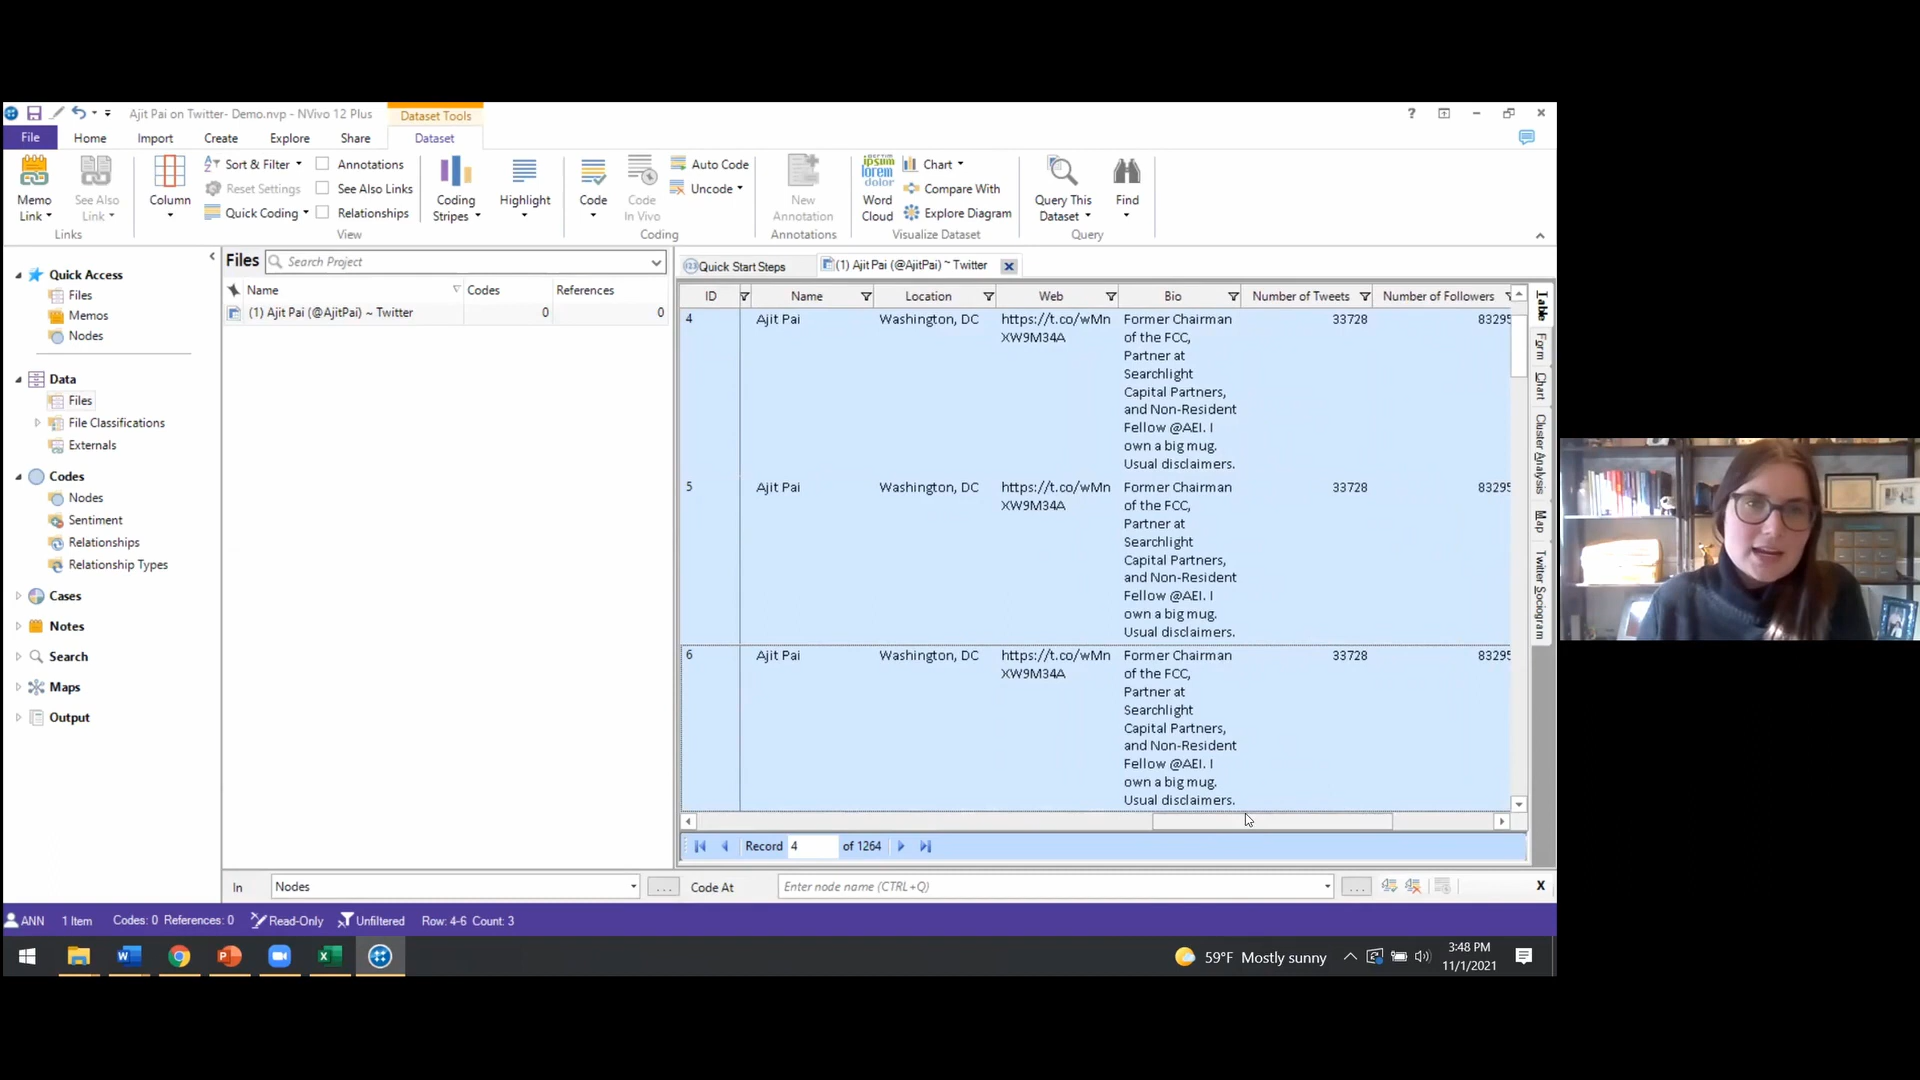 Ajit Pai on Twitter- Demo.nvp - NVivo 12 Plus
Dataset Tools
?
File
Home
Import
Create
Explore
Share
Dataset
Memo Link
See Also Link
Links
Column
Sort & Filter
Reset Settings
Quick Coding
Annotations
See Also Links
Relationships
View
Coding Stripes
Highlight
Code
Code In Vivo
Auto Code
Uncode
Coding
New Annotation
Annotations
Word Cloud
Chart
Compare With
Explore Diagram
Visualize Dataset
Query This Dataset
Find
Query
Quick Access
Files
Memos
Nodes
Data
Files
File Classifications
Externals
Codes
Nodes
Sentiment
Relationships
Relationship Types
Cases
Notes
Search
Maps
Output
Files
Search Project
Name Codes References
(1) Ajit Pai (@AjitPai) ~ Twitter 0 0
Quick Start Steps
(1) Ajit Pai (@AjitPai) ~ Twitter
ID Name Location Web Bio Number of Tweets Number of Followers
4 Ajit Pai Washington, DC https://t.co/wMn Former Chairman 33728 83295
XW9M34A of the FCC,
Partner at
Searchlight
Capital Partners,
and Non-Resident
Fellow @AEI. I
own a big mug.
Usual disclaimers.
5 Ajit Pai Washington, DC https://t.co/wMn Former Chairman 33728 83295
XW9M34A of the FCC,
Partner at
Searchlight
Capital Partners,
and Non-Resident
Fellow @AEI. I
own a big mug.
Usual disclaimers.
6 Ajit Pai Washington, DC https://t.co/wMn Former Chairman 33728 83295
XW9M34A of the FCC,
Partner at
Searchlight
Capital Partners,
and Non-Resident
Fellow @AEI. I
own a big mug.
Usual disclaimers.
Table
Form
Chart
Cluster Analysis
Map
Twitter Sociogram
Record 4 of 1264
In Nodes ... Code At Enter node name (CTRL+Q) ... X
ANN 1 Item Codes: 0 References: 0 Read-Only Unfiltered Row: 4-6 Count: 3
59°F Mostly sunny
3:48 PM
11/1/2021